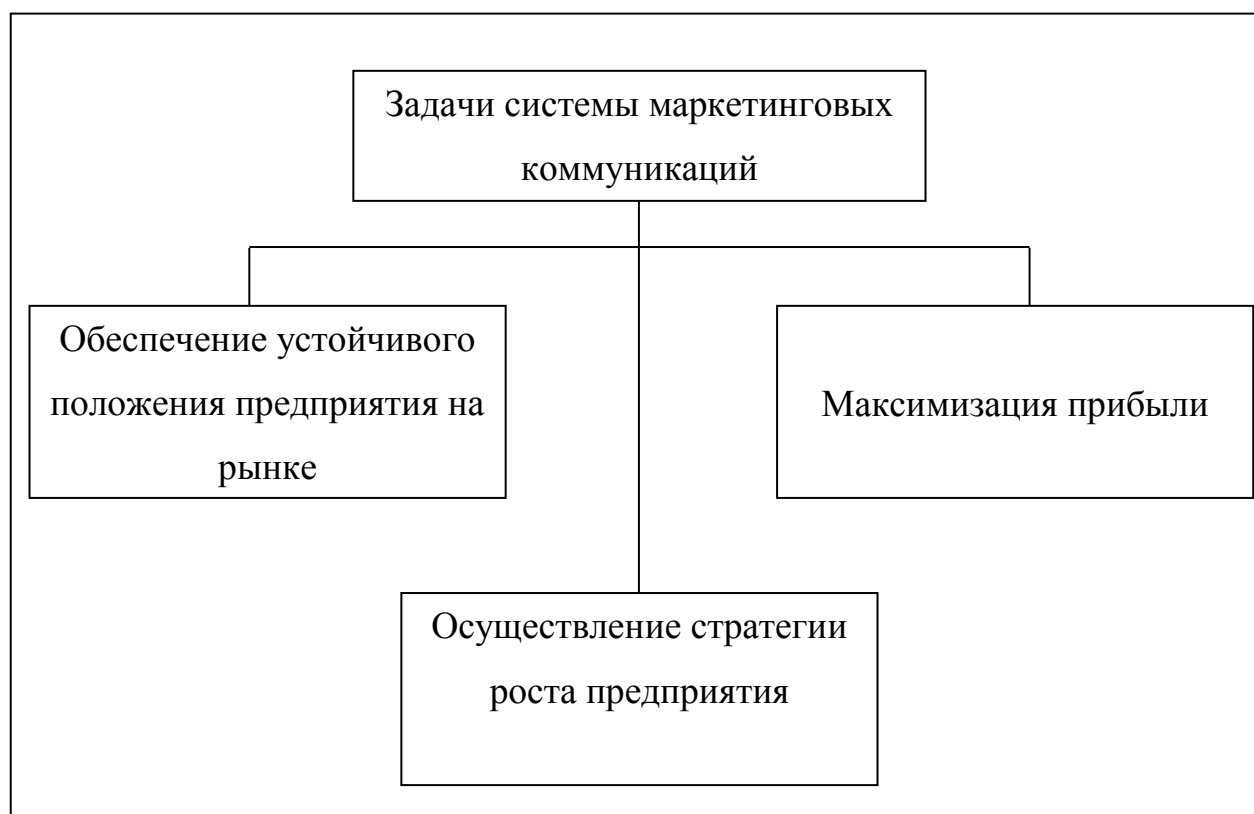 Задачи системы маркетинговых
коммуникаций
Обеспечение устойчивого
положения предприятия на
рынке
Максимизация прибыли
Осуществление стратегии
роста предприятия